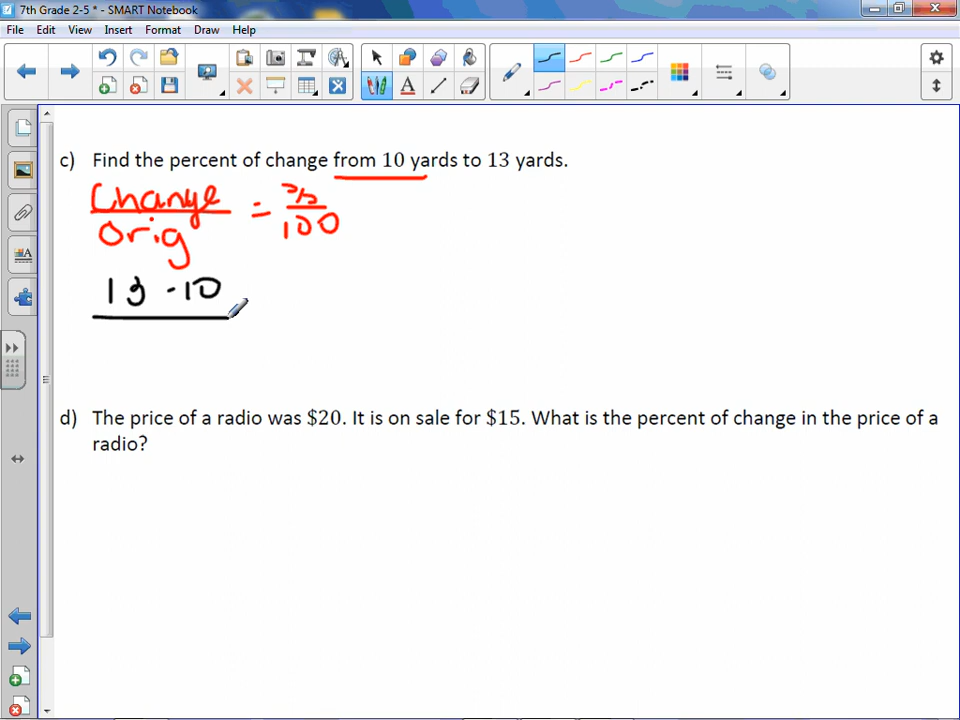 7th Grade 2-5 * - SMART Notebook
File Edit View Insert Format Draw Help
c) Find the percent of change from 10 yards to 13 yards.
Change
Orig
= %
100
13 - 10
d) The price of a radio was $20. It is on sale for $15. What is the percent of change in the price of a
radio?